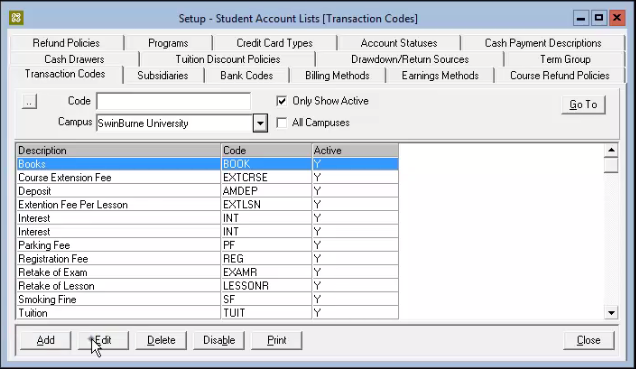 Setup - Student Account Lists [Transaction Codes]
Refund Policies Programs Credit Card Types Account Statuses Cash Payment Descriptions
Cash Drawers Tuition Discount Policies Drawdown/Return Sources Term Group
Transaction Codes Subsidiaries Bank Codes Billing Methods Earnings Methods Course Refund Policies
.. Code Only Show Active Go To
Campus SwinBurne University All Campuses
Description Code Active
Books BOOK Y
Course Extension Fee EXTCRSE Y
Deposit AMDEP Y
Extention Fee Per Lesson EXTLSN Y
Interest INT Y
Interest INT Y
Parking Fee PF Y
Registration Fee REG Y
Retake of Exam EXAMR Y
Retake of Lesson LESSONR Y
Smoking Fine SF Y
Tuition TUIT Y
Add Edit Delete Disable Print Close